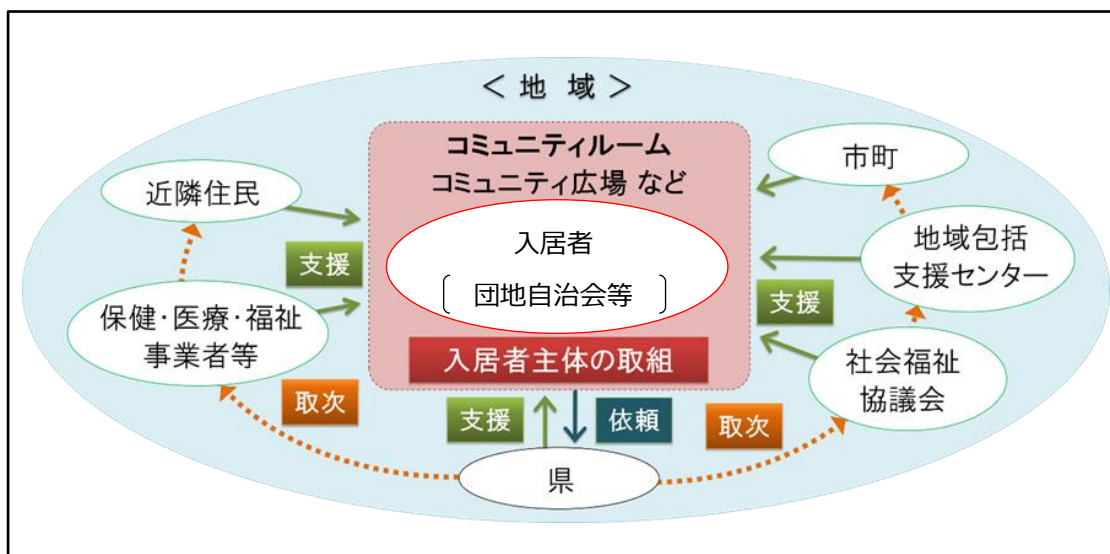 ＜ 地 域 ＞
コミュニティルーム
コミュニティ広場 など
入居者
〔 団地自治会等 〕
入居者主体の取組
近隣住民
支援
保健・医療・福祉
事業者等
取次
市町
地域包括
支援センター
支援
社会福祉
協議会
取次
支援
依頼
県